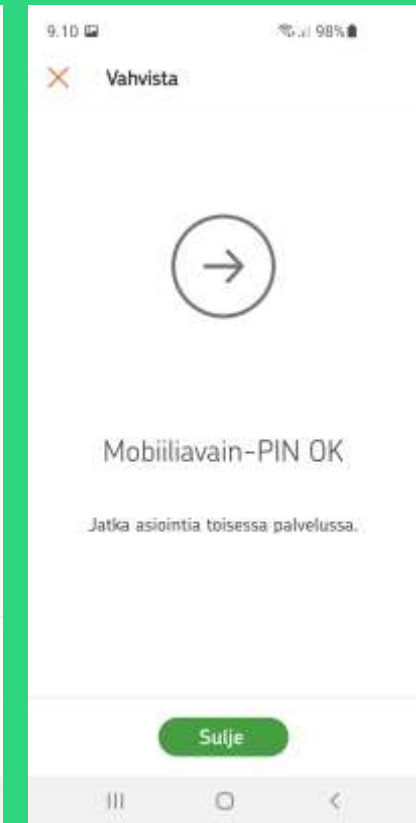 9.10 98%
Vahvista
Mobiiliavain-PIN OK
Jatka asiointia toisessa palvelussa.
Sulje